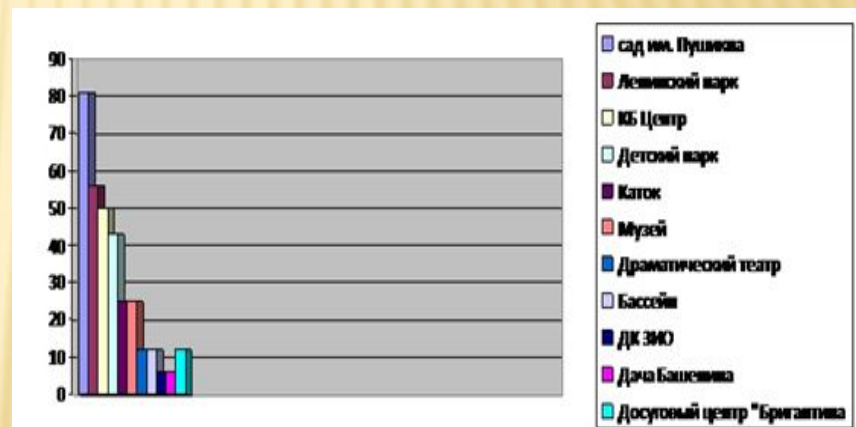 90
80
70
60
50
40
30
20
10
0
сад им. Пушкина
Ленинский парк
КБ Центр
Детский парк
Каток
Музей
Драматический театр
Бассейн
ДК ЗИО
Дача Башенина
Досуговый центр "Бригантина